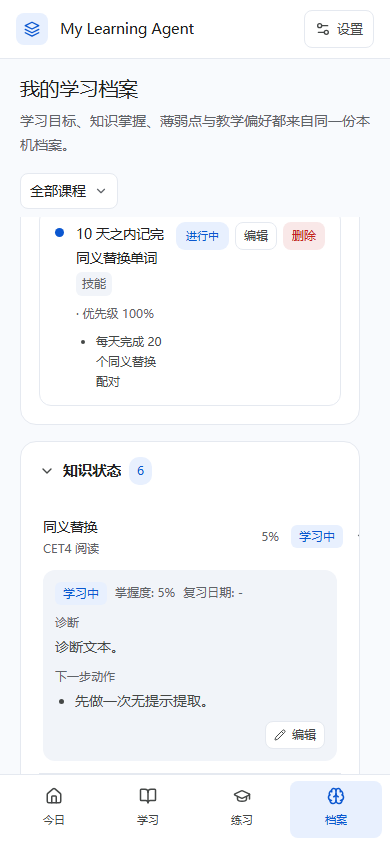 My Learning Agent
设置
我的学习档案
学习目标、知识掌握、薄弱点与教学偏好都来自同一份本
机档案。
全部课程
10 天之内记完
同义替换单词
进行中
编辑
删除
技能
· 优先级 100%
• 每天完成 20
个同义替换
配对
知识状态 6
同义替换
CET4 阅读
5%
学习中
学习中 掌握度: 5% 复习日期: -
诊断
诊断文本。
下一步动作
• 先做一次无提示提取。
编辑
今日
学习
练习
档案